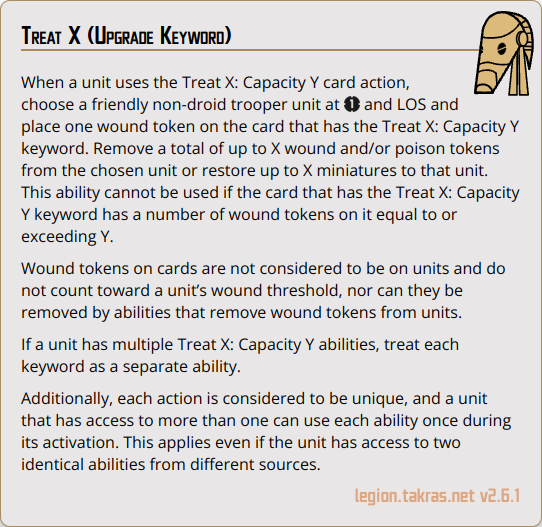 Treat X (Upgrade Keyword)
When a unit uses the Treat X: Capacity Y card action,
choose a friendly non-droid trooper unit at 1 and LOS and
place one wound token on the card that has the Treat X: Capacity Y
keyword. Remove a total of up to X wound and/or poison tokens
from the chosen unit or restore up to X miniatures to that unit.
This ability cannot be used if the card that has the Treat X: Capacity
Y keyword has a number of wound tokens on it equal to or
exceeding Y.
Wound tokens on cards are not considered to be on units and do
not count toward a unit’s wound threshold, nor can they be
removed by abilities that remove wound tokens from units.
If a unit has multiple Treat X: Capacity Y abilities, treat each
keyword as a separate ability.
Additionally, each action is considered to be unique, and a unit
that has access to more than one can use each ability once during
its activation. This applies even if the unit has access to two
identical abilities from different sources.
legion.takras.net v2.6.1